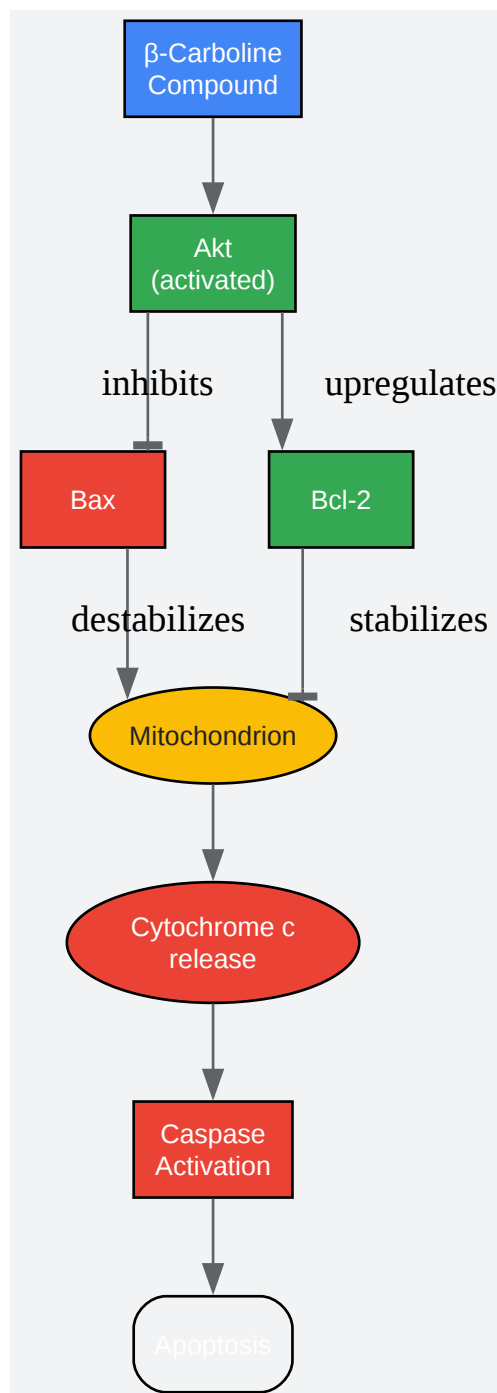 β-Carboline
Compound
Akt
(activated)
inhibits
upregulates
Bax
Bcl-2
destabilizes
stabilizes
Mitochondrion
Cytochrome c
release
Caspase
Activation
Apoptosis